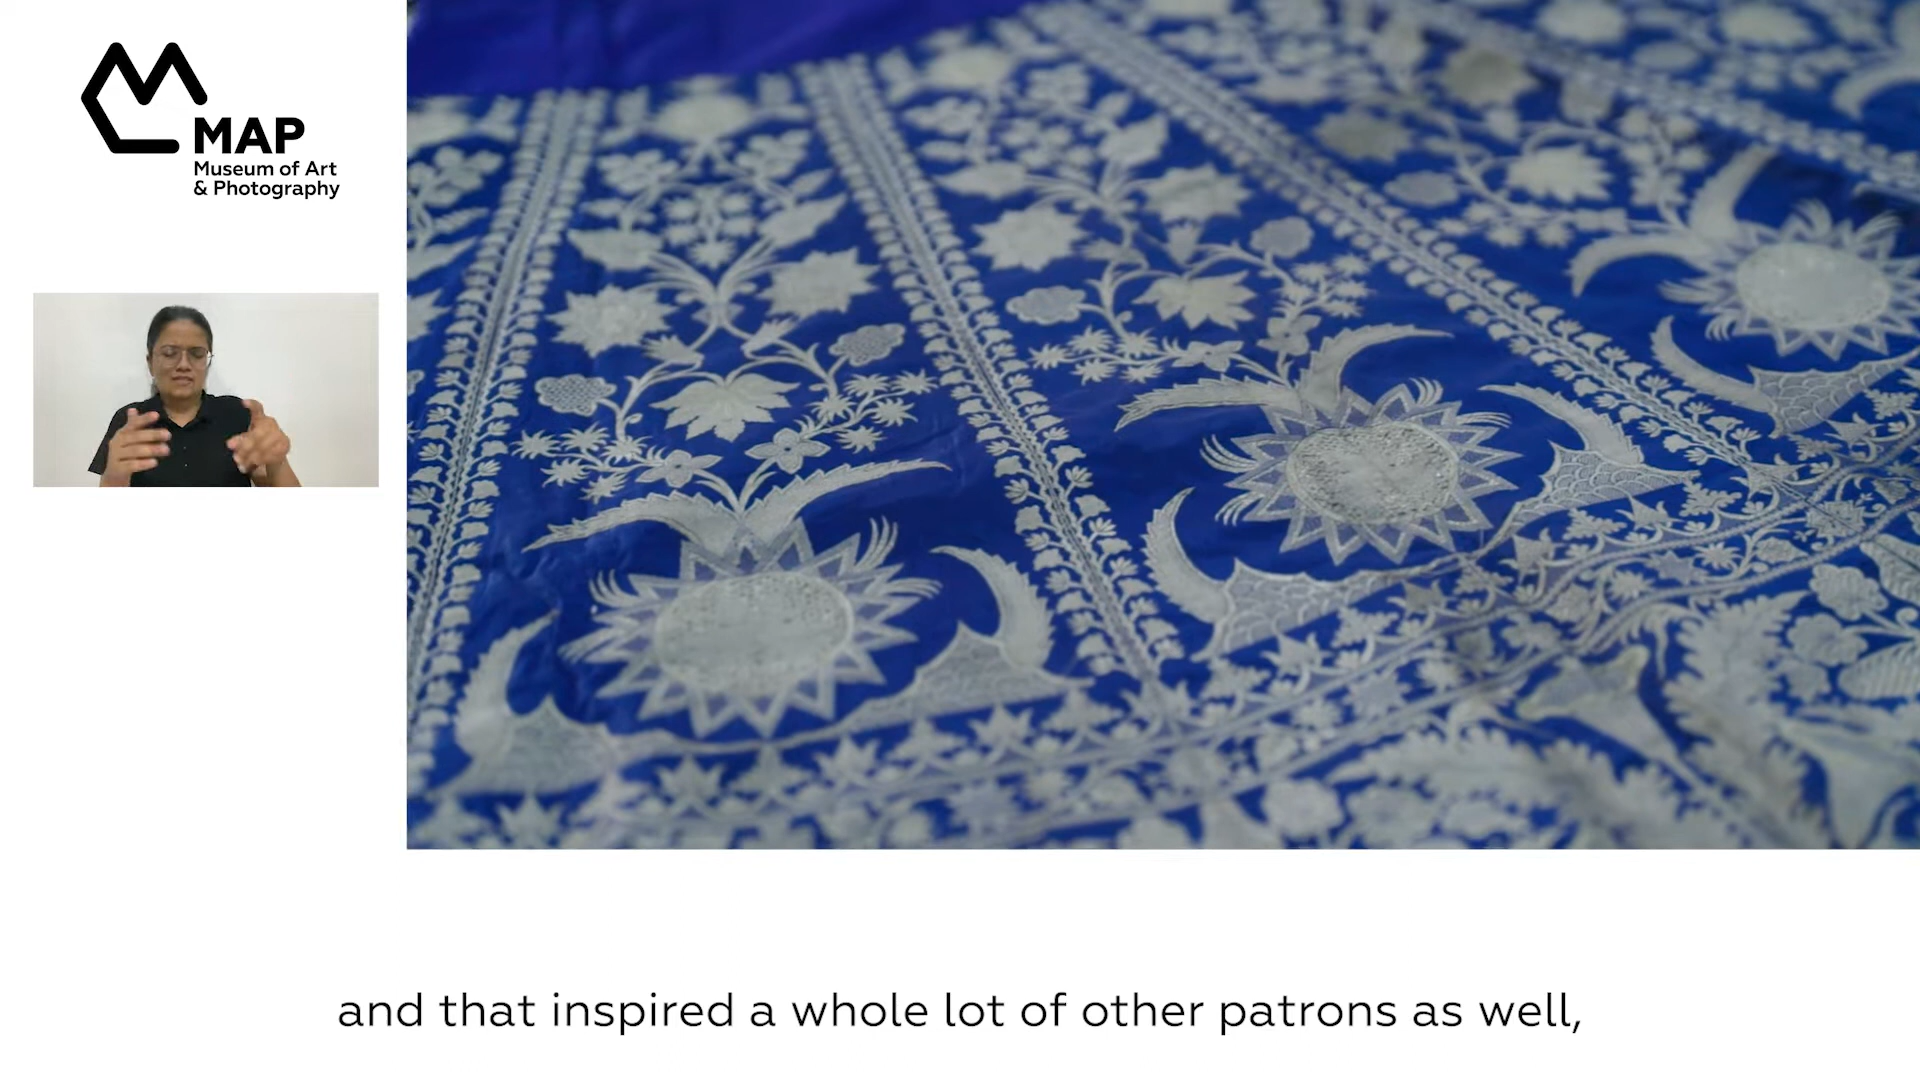 MAP
Museum of Art
& Photography
and that inspired a whole lot of other patrons as well,